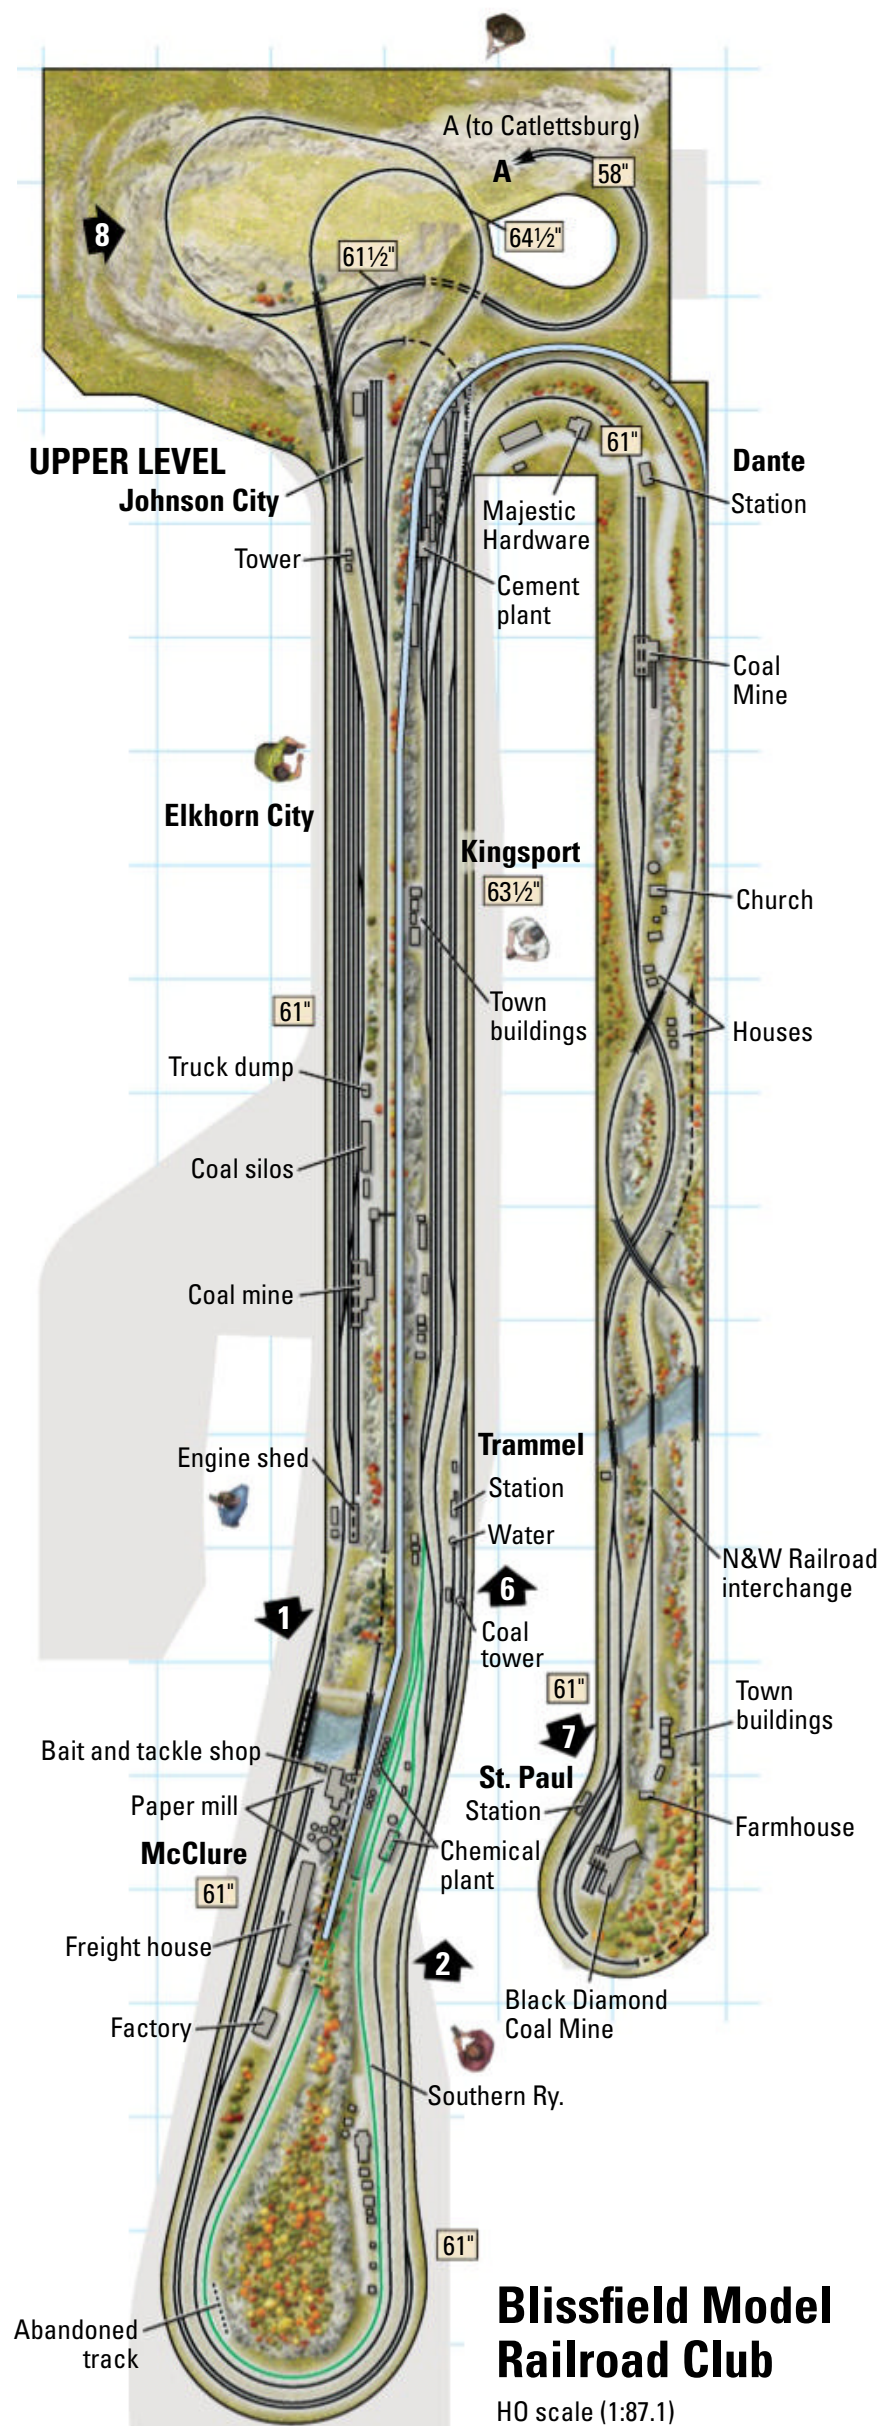 A (to Catlettsburg)
A
58"
8
64½"
61½"
UPPER LEVEL
Johnson City
61"
Dante
Station
Majestic
Hardware
Tower
Cement
plant
Coal
Mine
Elkhorn City
Kingsport
63½"
Church
61"
Town
buildings
Houses
Truck dump
Coal silos
Coal mine
Trammel
Engine shed
Station
Water
N&W Railroad
interchange
1
6
Coal
tower
61"
7
Town
buildings
Bait and tackle shop
St. Paul
Station
Paper mill
Farmhouse
McClure
61"
Chemical
plant
Freight house
2
Black Diamond
Coal Mine
Factory
Southern Ry.
61"
Abandoned
track
Blissfield Model
Railroad Club
HO scale (1:87.1)